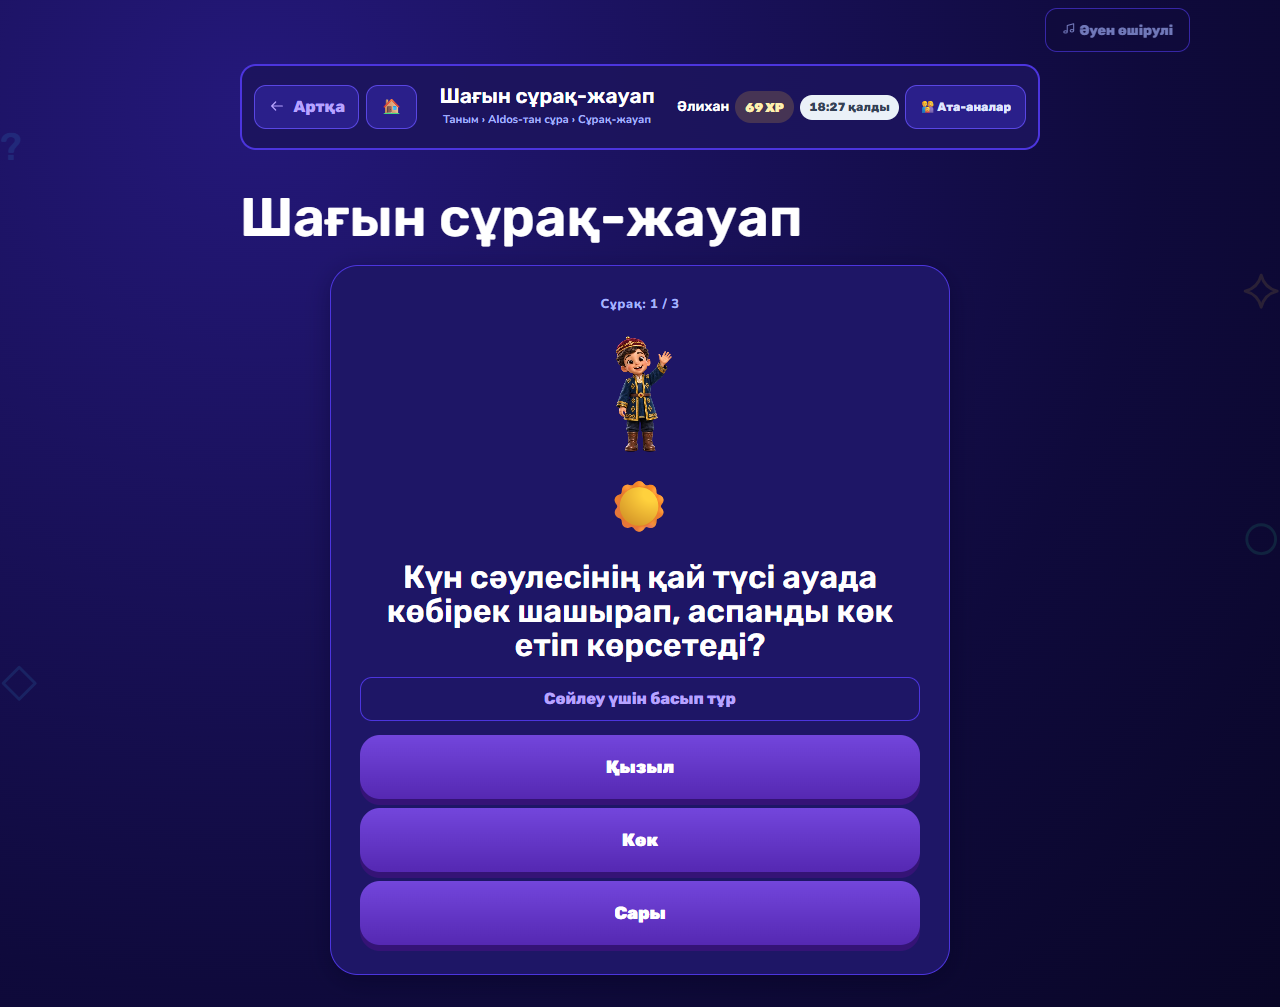 Әуен өшірулі
← Артқа
Шағын сұрақ-жауап
Таным › Aldos-тан сұра › Сұрақ-жауап
Әлихан
69 XP
18:27 қалды
Ата-аналар
?
Шағын сұрақ-жауап
Сұрақ: 1 / 3
Күн сәулесінің қай түсі ауада
көбірек шашырап, аспанды көк
етіп көрсетеді?
Сөйлеу үшін басып тұр
Қызыл
Көк
Сары